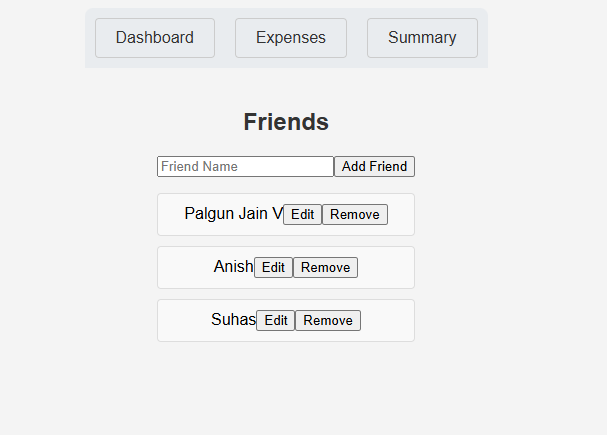 Dashboard Expenses Summary
Friends
Friend Name Add Friend
Palgun Jain V Edit Remove
Anish Edit Remove
Suhas Edit Remove